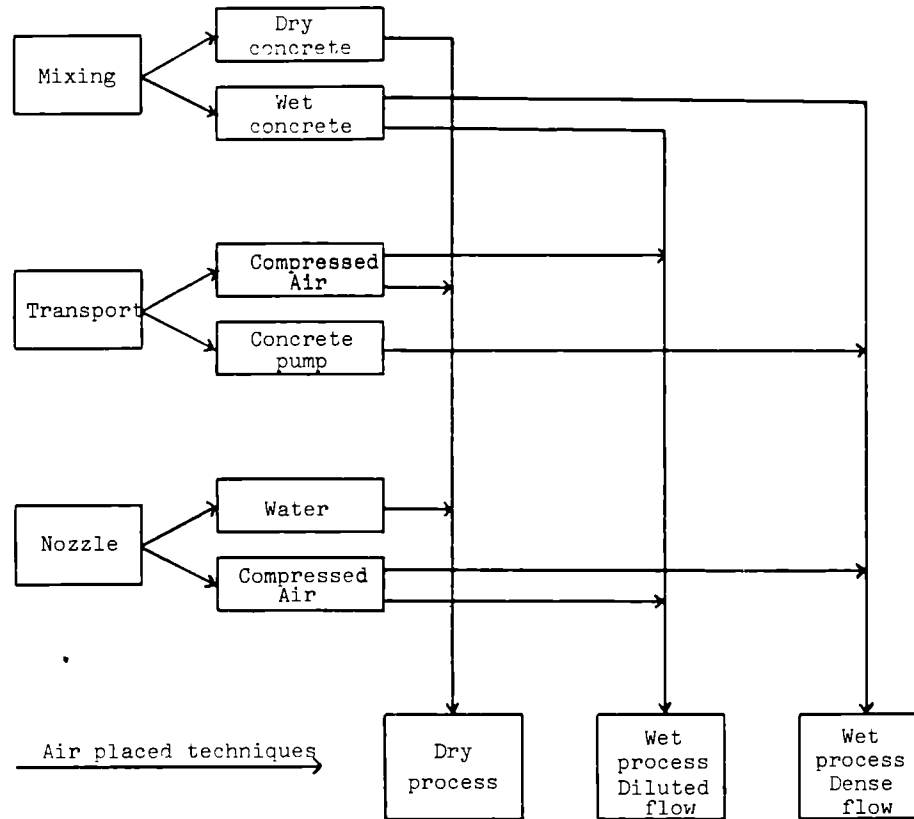 Dry
concrete
Mixing
Wet
concrete
Compressed
Air
Transport
Concrete
pump
Water
Nozzle
Compressed
Air
Air placed techniques
Dry
process
Wet
process
Diluted
flow
Wet
process
Dense
flow